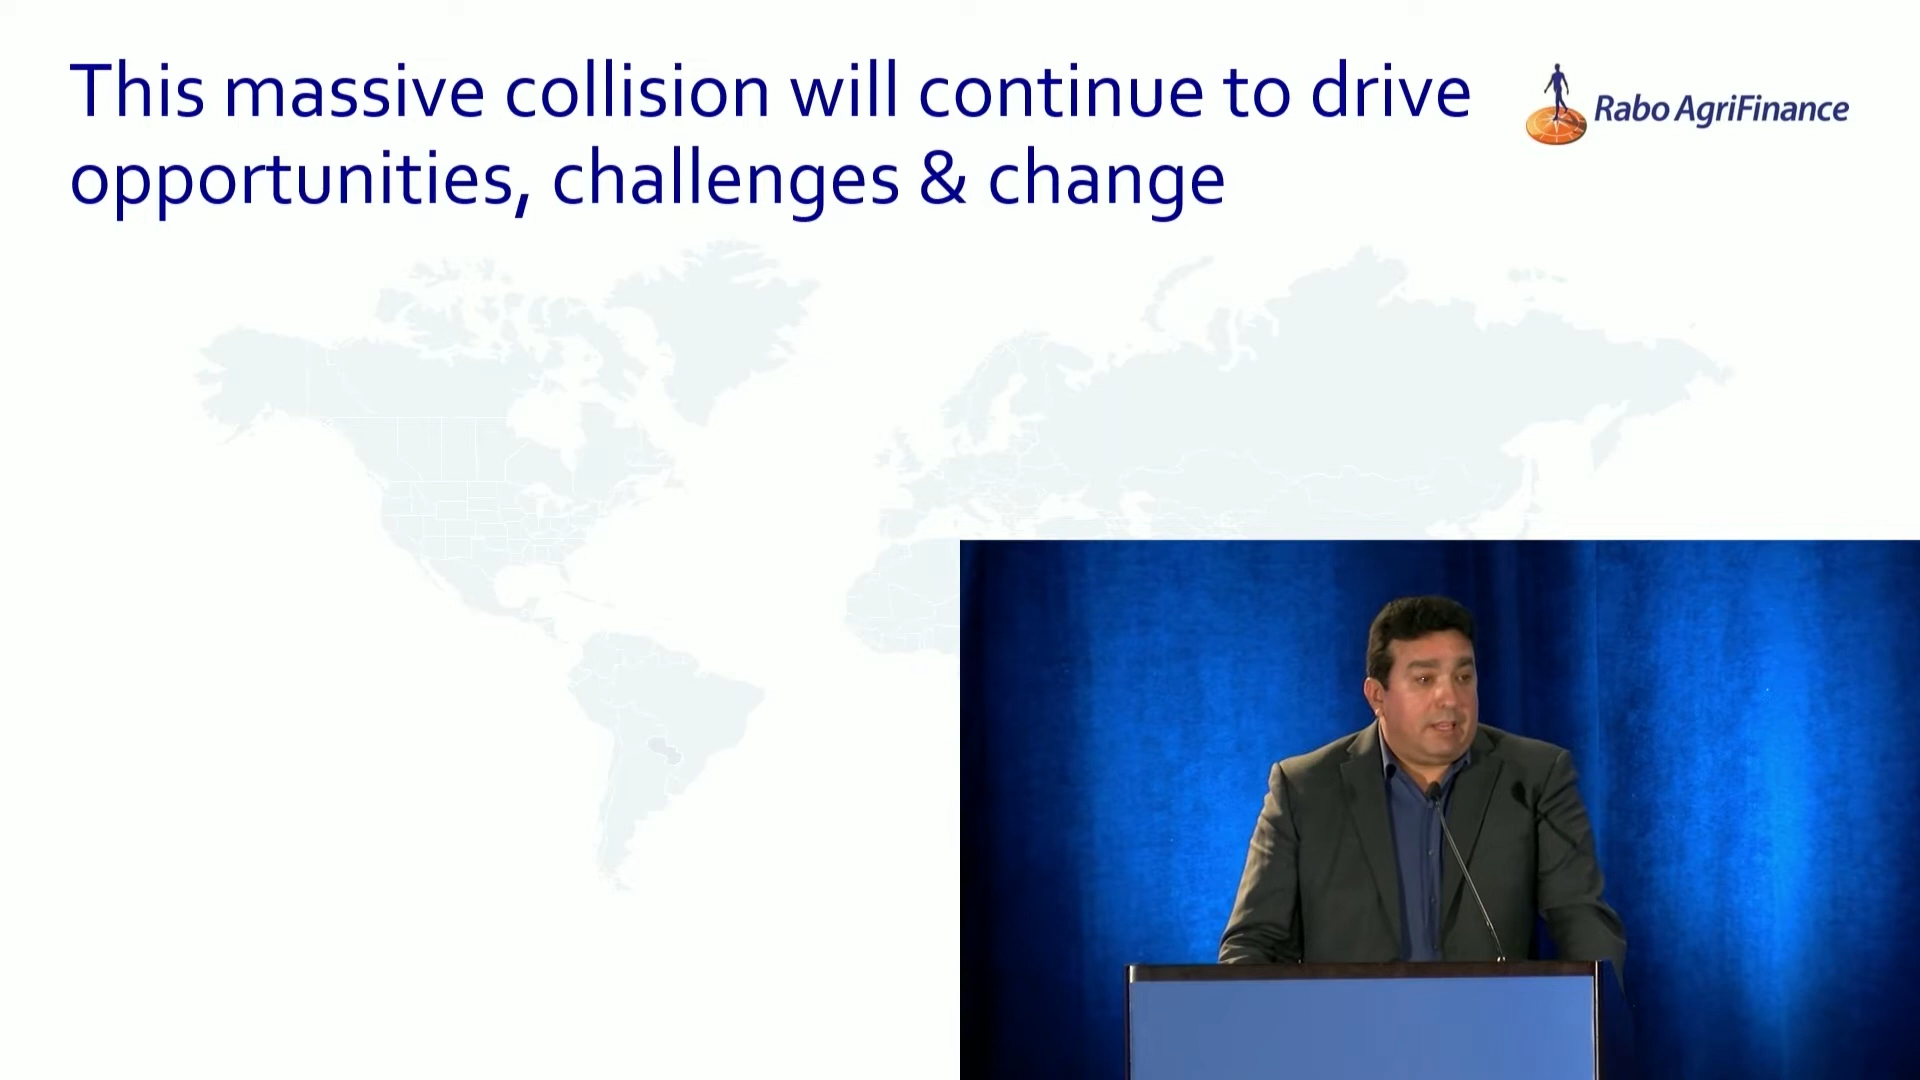 This massive collision will continue to drive
opportunities, challenges & change
Rabo AgriFinance